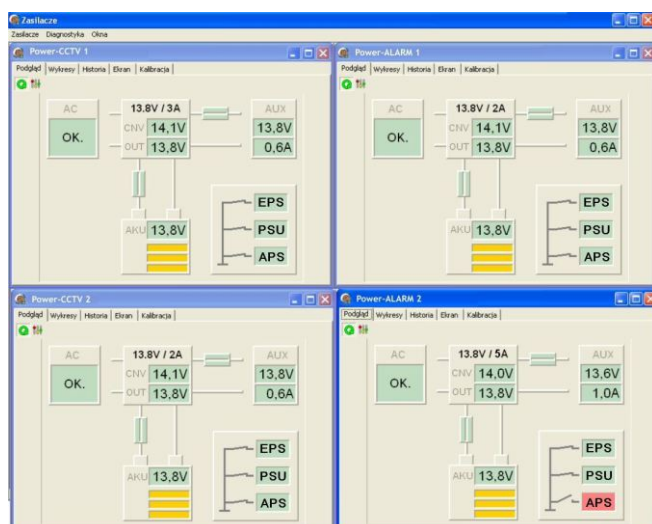 Zasilacze
Zasilacze Diagnostyka Okna
Power-CCTV 1
Podgląd Wykresy Historia Ekran Kalibracja
AC
OK.
13.8V / 3A
CNV 14,1V
OUT 13,8V
AUX
13,8V
0,6A
AKU 13,8V
EPS
PSU
APS
Power-ALARM 1
Podgląd Wykresy Historia Ekran Kalibracja
AC
OK.
13.8V / 2A
CNV 14,1V
OUT 13,8V
AUX
13,8V
0,6A
AKU 13,8V
EPS
PSU
APS
Power-CCTV 2
Podgląd Wykresy Historia Ekran Kalibracja
AC
OK.
13.8V / 2A
CNV 14,1V
OUT 13,8V
AUX
13,8V
0,6A
AKU 13,8V
EPS
PSU
APS
Power-ALARM 2
Podgląd Wykresy Historia Ekran Kalibracja
AC
OK.
13.8V / 5A
CNV 14,0V
OUT 13,8V
AUX
13,6V
1,0A
AKU 13,8V
EPS
PSU
APS